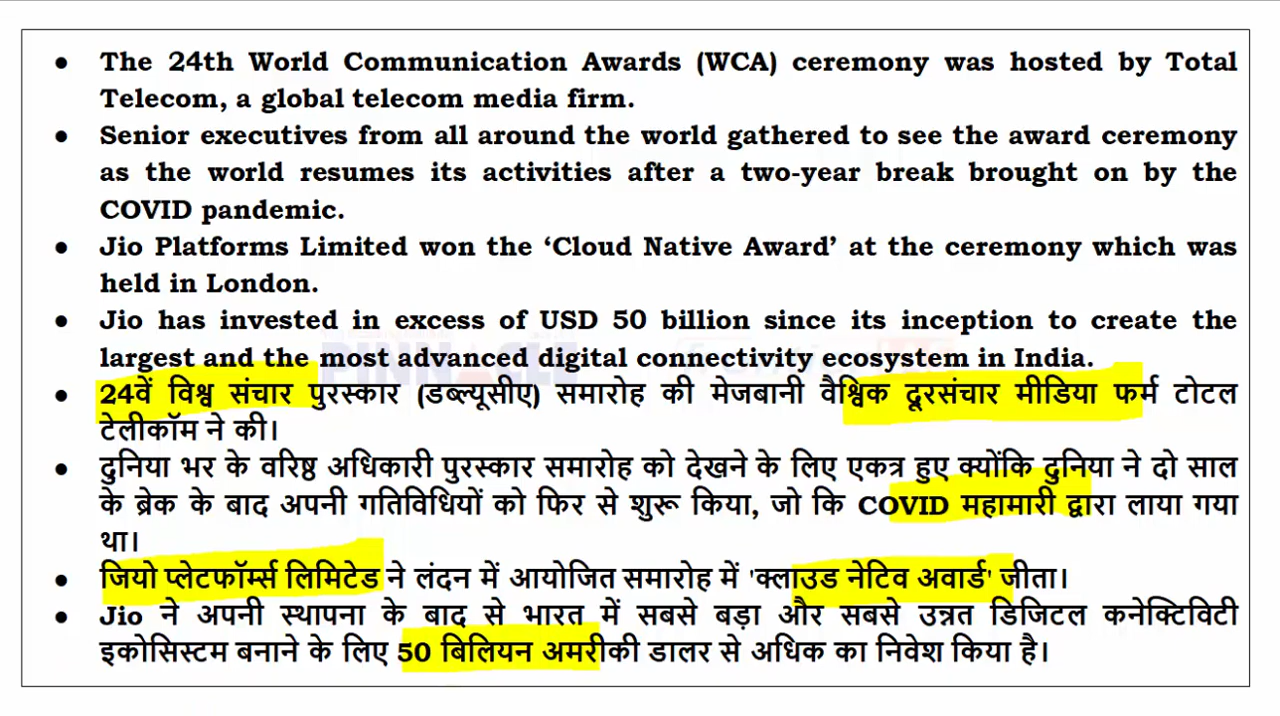 • The 24th World Communication Awards (WCA) ceremony was hosted by Total
Telecom, a global telecom media firm.
• Senior executives from all around the world gathered to see the award ceremony
as the world resumes its activities after a two-year break brought on by the
COVID pandemic.
• Jio Platforms Limited won the ‘Cloud Native Award’ at the ceremony which was
held in London.
• Jio has invested in excess of USD 50 billion since its inception to create the
largest and the most advanced digital connectivity ecosystem in India.
• 24वें विश्व संचार पुरस्कार (डब्ल्यूसीए) समारोह की मेजबानी वैश्विक दूरसंचार मीडिया फर्म टोटल
टेलीकॉम ने की।
• दुनिया भर के वरिष्ठ अधिकारी पुरस्कार समारोह को देखने के लिए एकत्र हुए क्योंकि दुनिया ने दो साल
के ब्रेक के बाद अपनी गतिविधियों को फिर से शुरू किया, जो कि COVID महामारी द्वारा लाया गया
था।
• जियो प्लेटफॉर्म्स लिमिटेड ने लंदन में आयोजित समारोह में 'क्लाउड नेटिव अवार्ड' जीता।
• Jio ने अपनी स्थापना के बाद से भारत में सबसे बड़ा और सबसे उन्नत डिजिटल कनेक्टिविटी
इकोसिस्टम बनाने के लिए 50 बिलियन अमरीकी डालर से अधिक का निवेश किया है।
PINNACLE